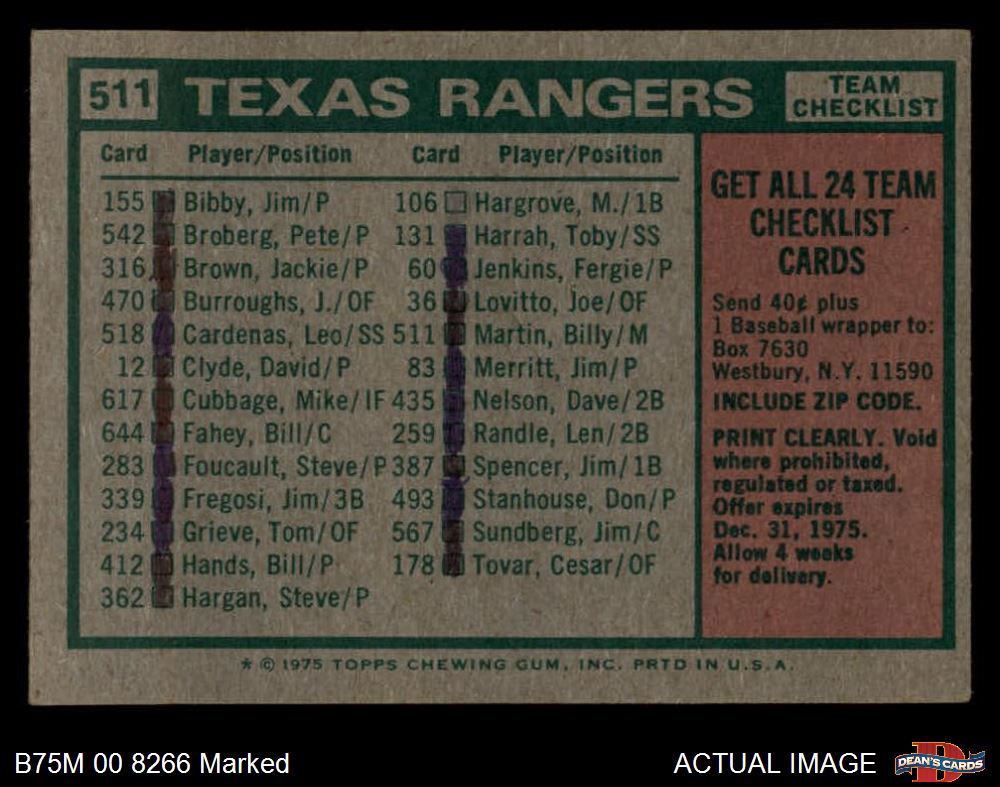 511 TEXAS RANGERS TEAM CHECKLIST
Card Player/Position Card Player/Position
155 Bibby, Jim/P 106 Hargrove, M./1B
542 Broberg, Pete/P 131 Harrah, Toby/SS
316 Brown, Jackie/P 60 Jenkins, Fergie/P
470 Burroughs, J./OF 36 Lovitto, Joe/OF
518 Cardenas, Leo/SS 511 Martin, Billy/M
12 Clyde, David/P 83 Merritt, Jim/P
617 Cubbage, Mike/IF 435 Nelson, Dave/2B
644 Fahey, Bill/C 259 Randle, Len/2B
283 Foucault, Steve/P 387 Spencer, Jim/1B
339 Fregosi, Jim/3B 493 Stanhouse, Don/P
234 Grieve, Tom/OF 567 Sundberg, Jim/C
412 Hands, Bill/P 178 Tovar, Cesar/OF
362 Hargan, Steve/P
GET ALL 24 TEAM
CHECKLIST
CARDS
Send 40¢ plus
1 Baseball wrapper to:
Box 7630
Westbury, N.Y. 11590
INCLUDE ZIP CODE.
PRINT CLEARLY. Void
where prohibited,
regulated or taxed.
Offer expires
Dec. 31, 1975.
Allow 4 weeks
for delivery.
* © 1975 TOPPS CHEWING GUM, INC. PRTD IN U.S.A.
B75M 00 8266 Marked ACTUAL IMAGE
D
DEAN'S CARDS